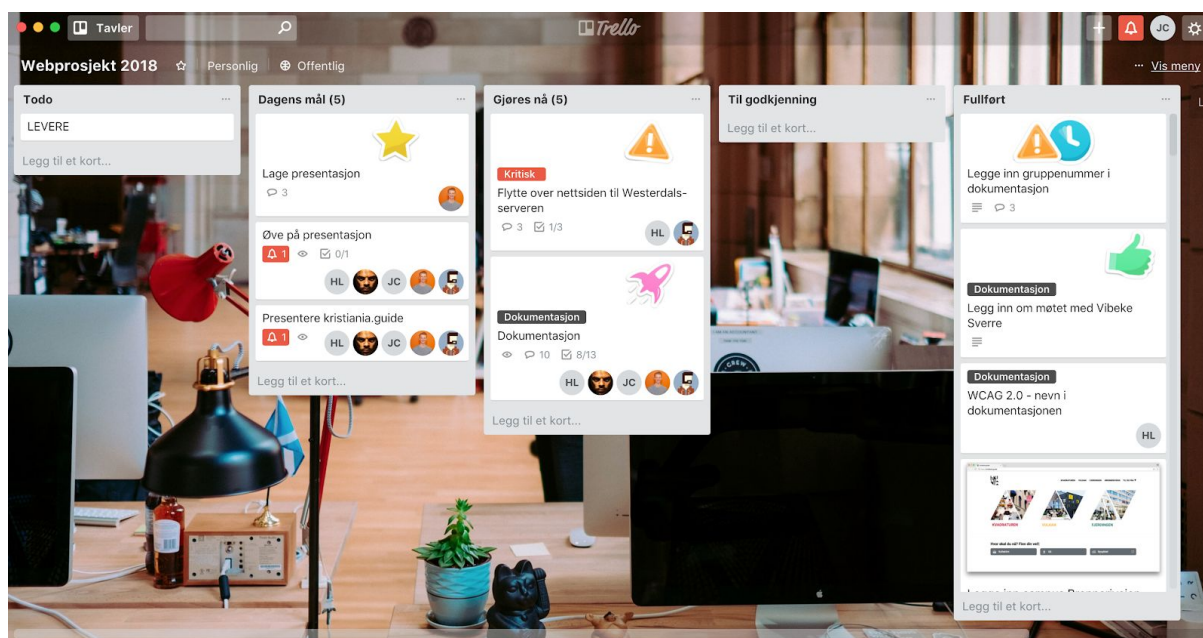 Tavler
Trello
JC
Webprosjekt 2018
Personlig
Offentlig
... Vis meny
Todo
LEVERE
Legg til et kort...
Dagens mål (5)
Lage presentasjon
3
Øve på presentasjon
1
0/1
HL
JC
Presentere kristiania.guide
1
HL
JC
Legg til et kort...
Gjøres nå (5)
Kritisk
Flytte over nettsiden til Westerdals-
serveren
3
1/3
HL
Dokumentasjon
Dokumentasjon
10
8/13
HL
JC
Legg til et kort...
Til godkjenning
Legg til et kort...
Fullført
Legge inn gruppenummer i
dokumentasjon
3
Dokumentasjon
Legg inn om møtet med Vibeke
Sverre
Dokumentasjon
WCAG 2.0 - nevn i
dokumentasjonen
HL
Legg til et kort...